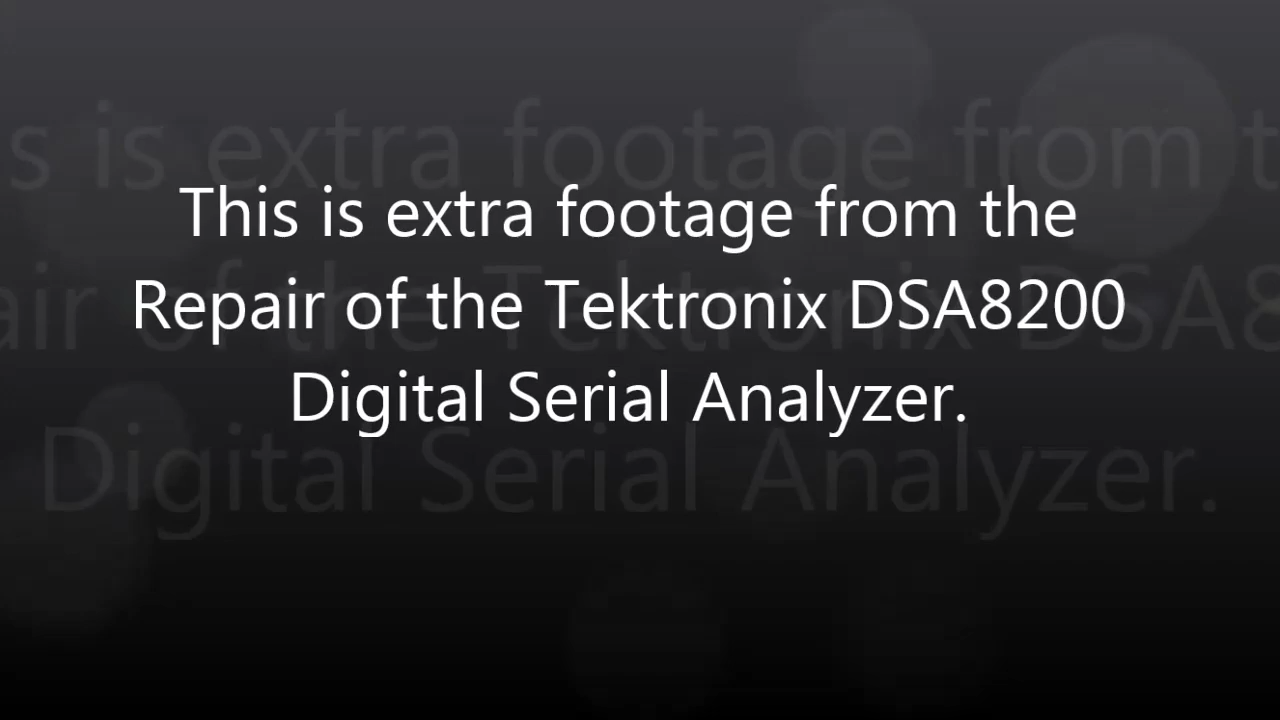 This is extra footage from the
Repair of the Tektronix DSA8200
Digital Serial Analyzer.